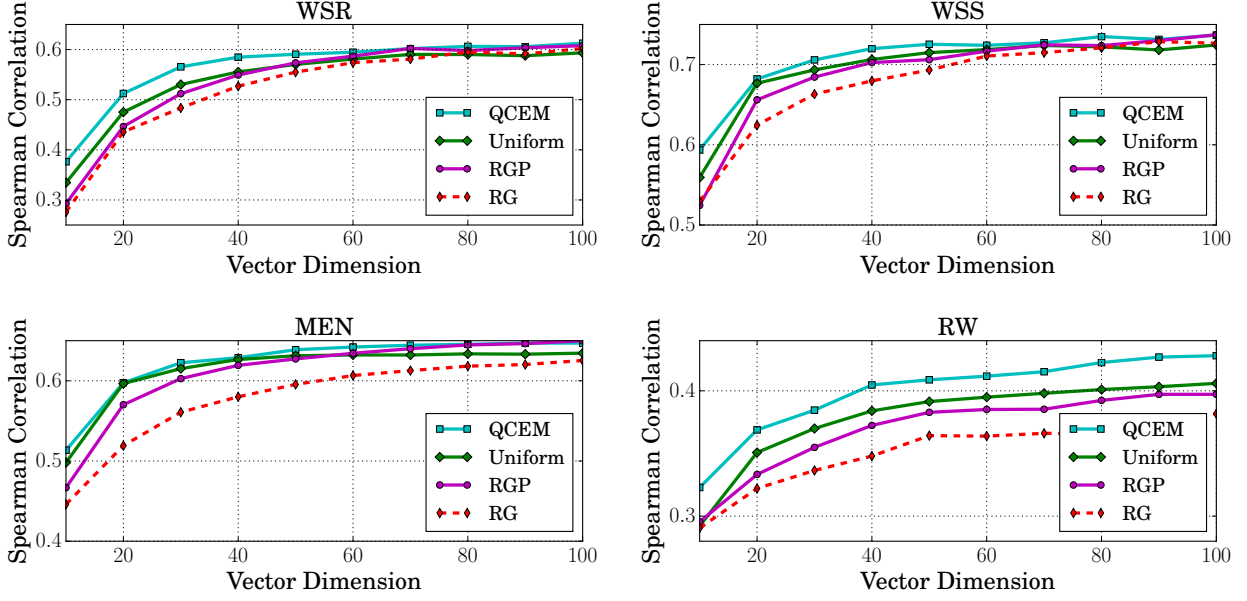 WSR
Spearman Correlation
0.6
0.5
0.4
0.3
QCEM
Uniform
RGP
RG
20 40 60 80 100
Vector Dimension
WSS
Spearman Correlation
0.7
0.6
0.5
QCEM
Uniform
RGP
RG
20 40 60 80 100
Vector Dimension
MEN
Spearman Correlation
0.6
0.5
0.4
QCEM
Uniform
RGP
RG
20 40 60 80 100
Vector Dimension
RW
Spearman Correlation
0.4
0.3
QCEM
Uniform
RGP
RG
20 40 60 80 100
Vector Dimension